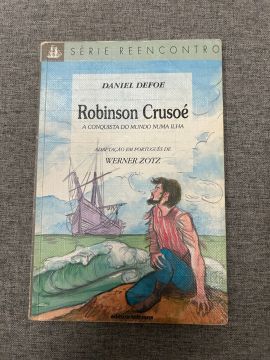 SÉRIE REENCONTRO
DANIEL DEFOE
Robinson Crusoé
A CONQUISTA DO MUNDO NUMA ILHA
ADAPTAÇÃO EM PORTUGUÊS DE
WERNER ZOTZ